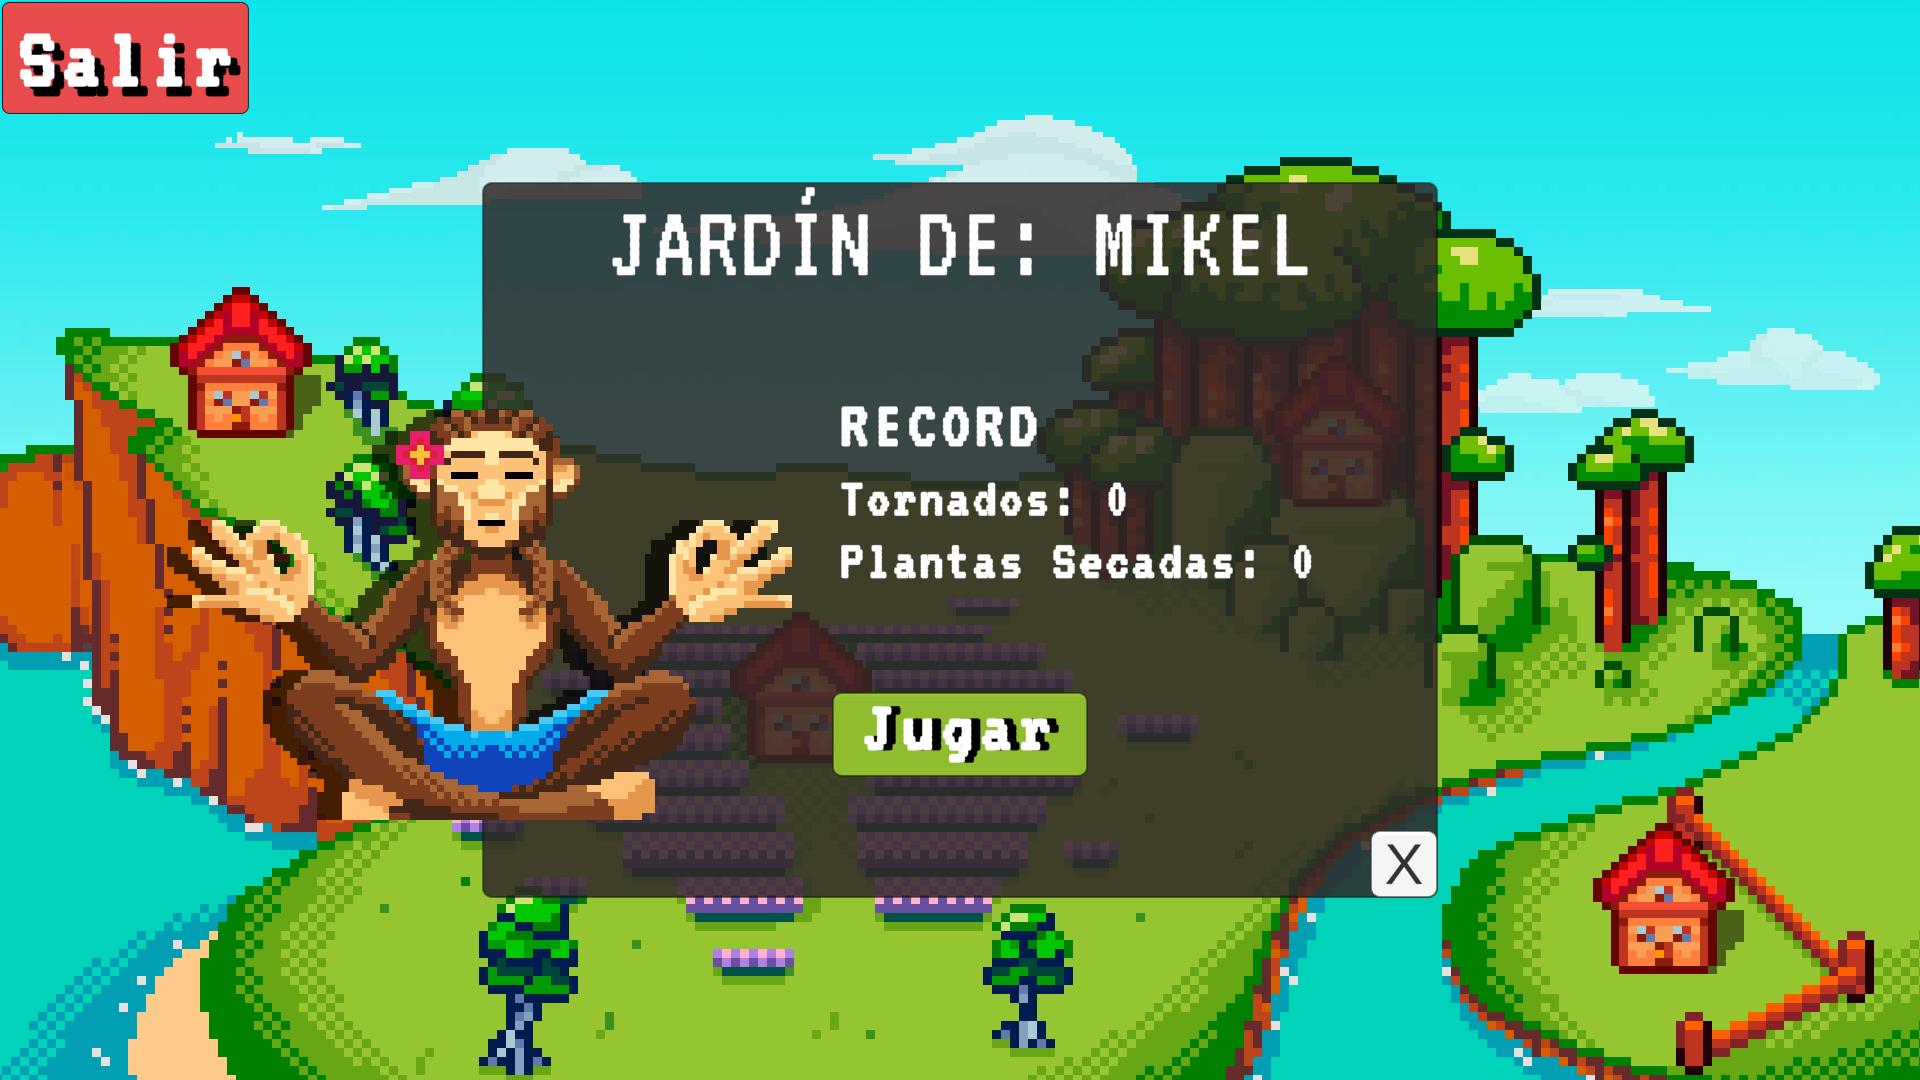 Salir
JARDÍN DE: MIKEL
RECORD
Tornados: 0
Plantas Secadas: 0
Jugar
X